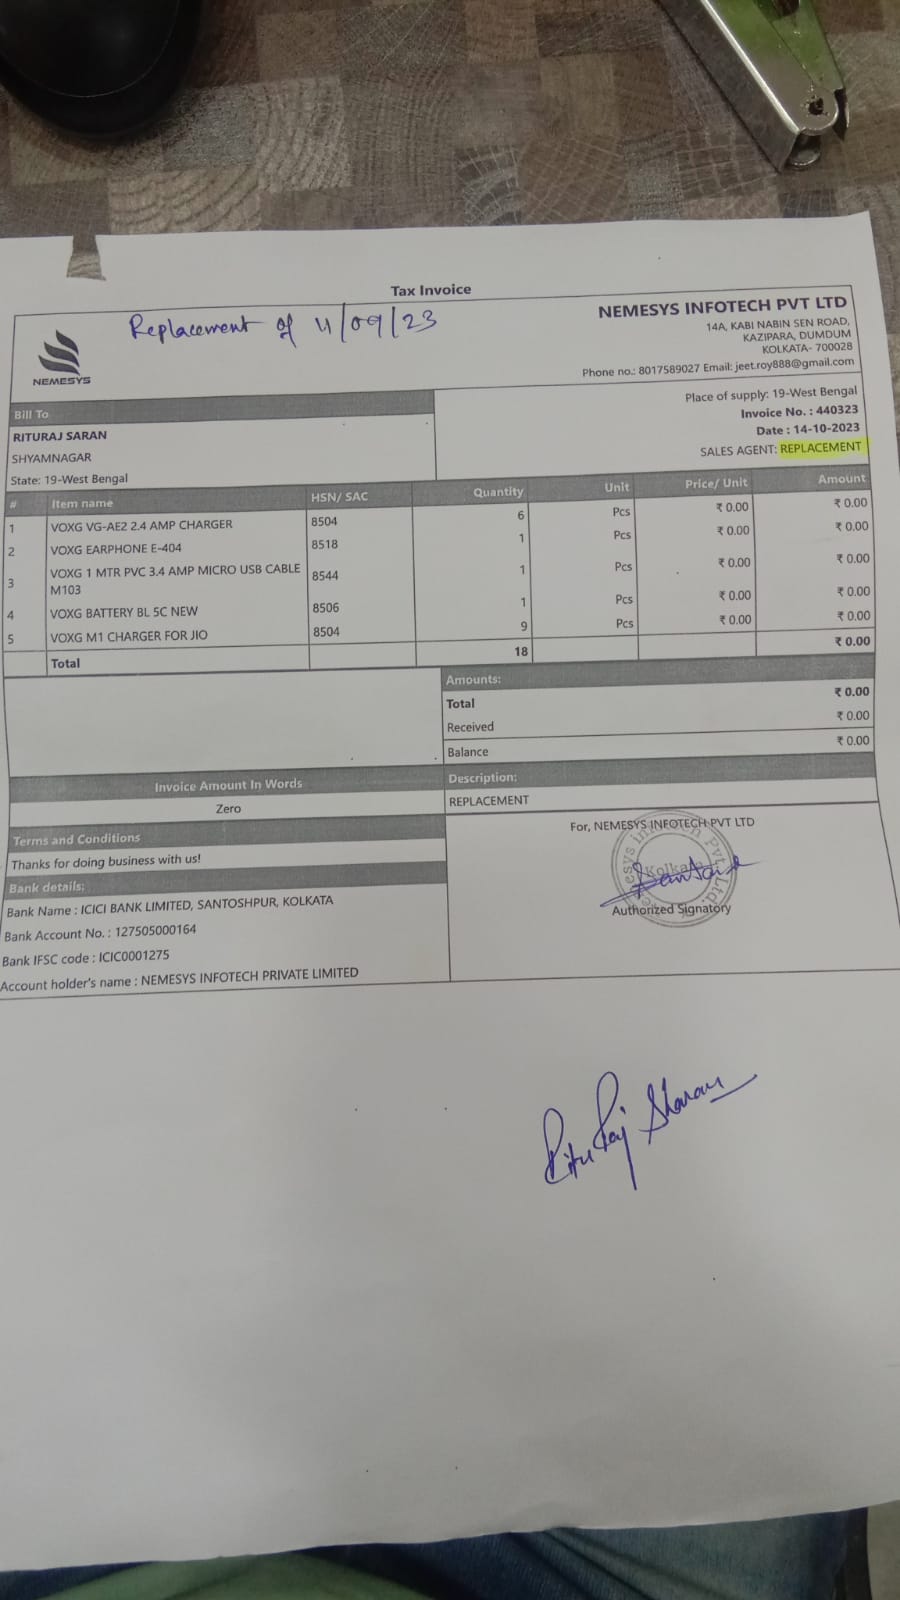 Tax Invoice
Replacement of 11/09/23
NEMESYS
NEMESYS INFOTECH PVT LTD
14A, KABI NABIN SEN ROAD,
KAZIPARA, DUMDUM
KOLKATA- 700028
Phone no.: 8017589027 Email: jeet.roy888@gmail.com
Bill To
RITURAJ SARAN
SHYAMNAGAR
State: 19-West Bengal
Place of supply: 19-West Bengal
Invoice No. : 440323
Date : 14-10-2023
SALES AGENT: REPLACEMENT
# Item name HSN/ SAC Quantity Unit Price/ Unit Amount
1 VOXG VG-AE2 2.4 AMP CHARGER 8504 6 Pcs ₹ 0.00 ₹ 0.00
2 VOXG EARPHONE E-404 8518 1 Pcs ₹ 0.00 ₹ 0.00
3 VOXG 1 MTR PVC 3.4 AMP MICRO USB CABLE 8544 1 Pcs ₹ 0.00 ₹ 0.00
M103
4 VOXG BATTERY BL 5C NEW 8506 1 Pcs ₹ 0.00 ₹ 0.00
5 VOXG M1 CHARGER FOR JIO 8504 9 Pcs ₹ 0.00 ₹ 0.00
Total 18 ₹ 0.00
Amounts:
Total ₹ 0.00
Received ₹ 0.00
Balance ₹ 0.00
Invoice Amount In Words
Zero
Description:
REPLACEMENT
Terms and Conditions
Thanks for doing business with us!
Bank details:
Bank Name : ICICI BANK LIMITED, SANTOSHPUR, KOLKATA
Bank Account No. : 127505000164
Bank IFSC code : ICIC0001275
Account holder's name : NEMESYS INFOTECH PRIVATE LIMITED
For, NEMESYS INFOTECH PVT LTD
Nemesys Infotech Pvt. Ltd.
Kolkata
Authorized Signatory
Ritu Raj Sharan